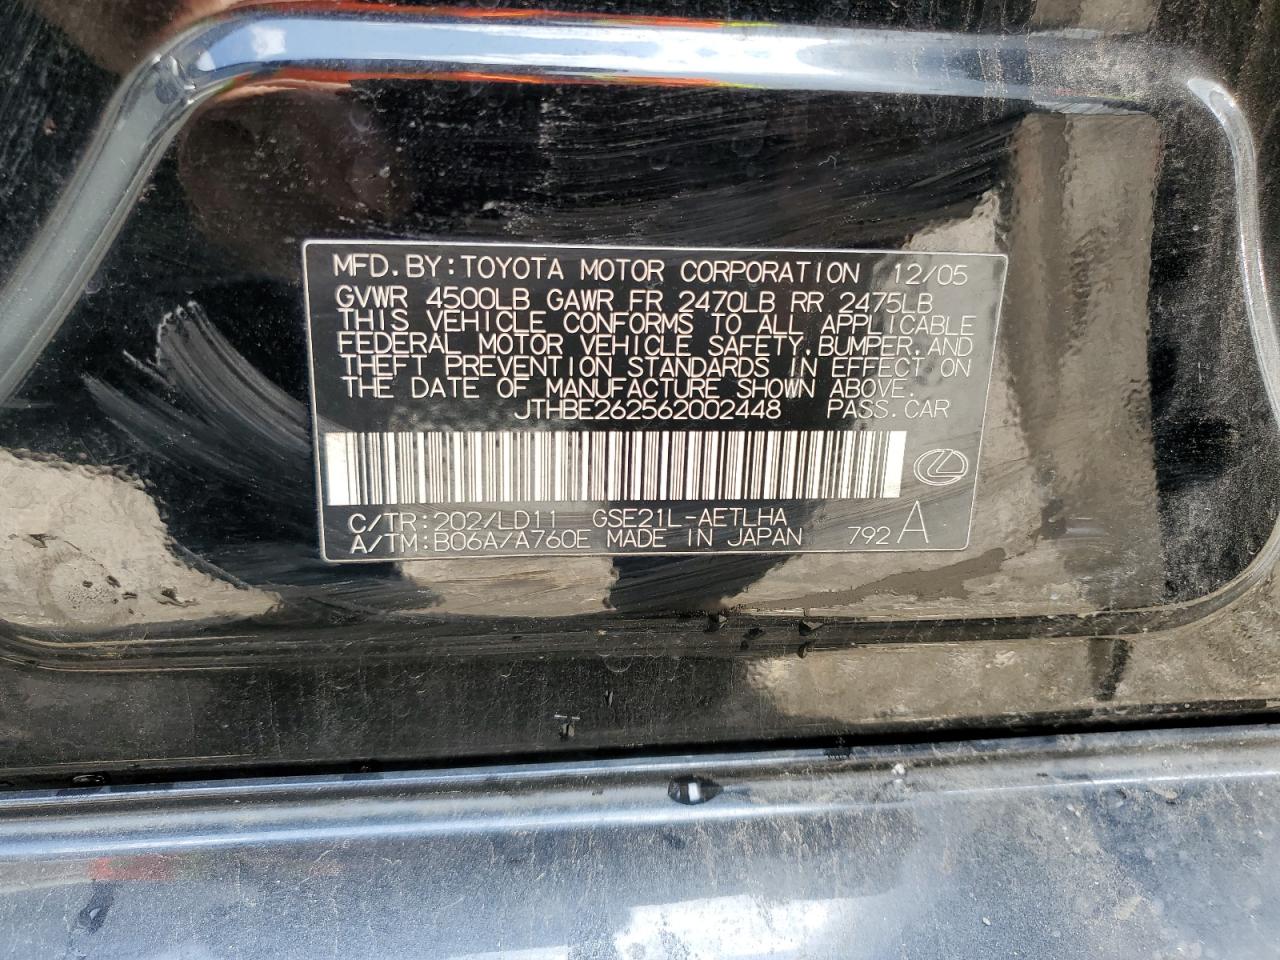 MFD.BY:TOYOTA MOTOR CORPORATION 12/05
GVWR 4500LB GAWR FR 2470LB RR 2475LB
THIS VEHICLE CONFORMS TO ALL APPLICABLE
FEDERAL MOTOR VEHICLE SAFETY,BUMPER,AND
THEFT PREVENTION STANDARDS IN EFFECT ON
THE DATE OF MANUFACTURE SHOWN ABOVE.
JTHBE262562002448 PASS.CAR
C/TR:202/LD11 GSE21L-AETLHA
A/TM:B06A/A760E MADE IN JAPAN 792 A